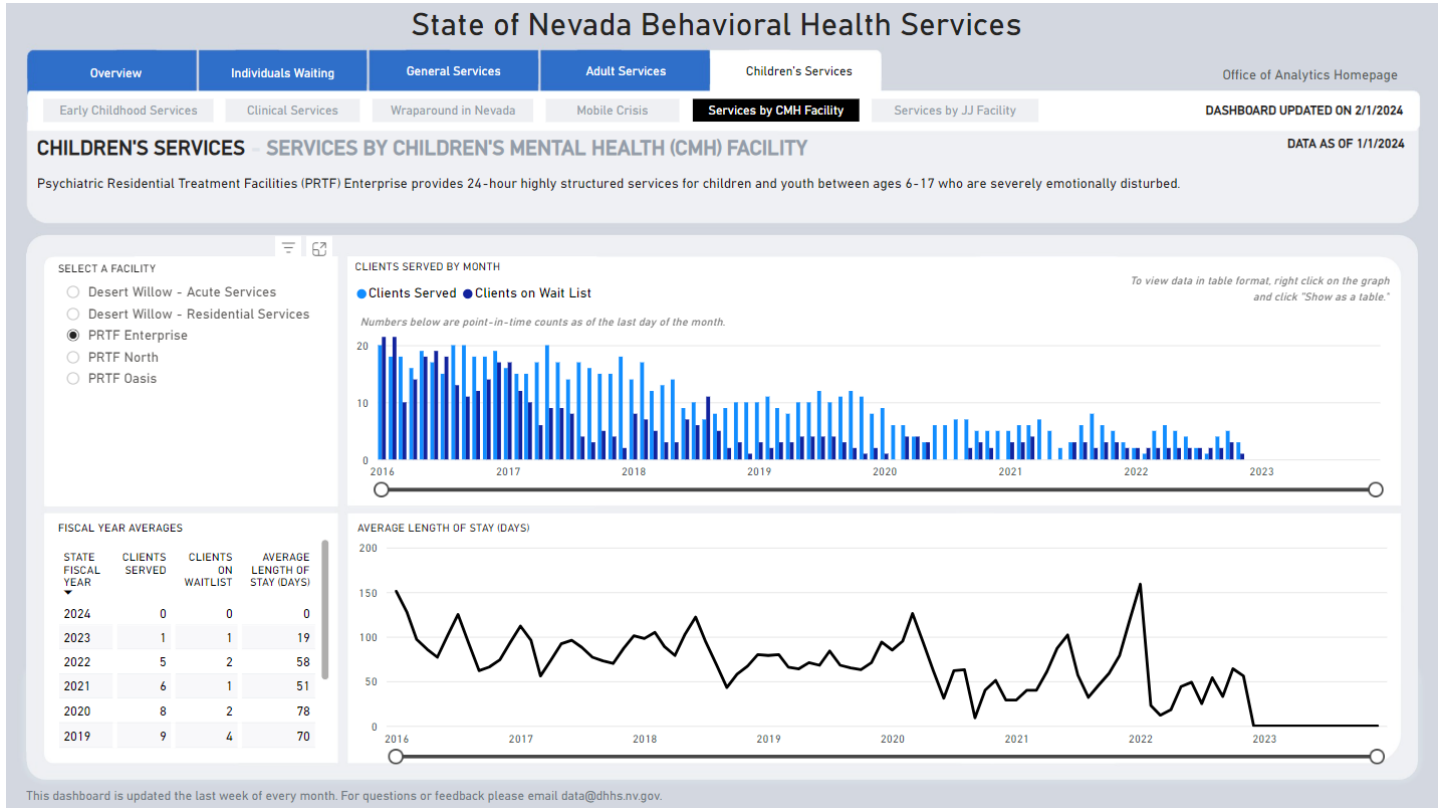 State of Nevada Behavioral Health Services
Overview
Individuals Waiting
General Services
Adult Services
Children's Services
Office of Analytics Homepage
Early Childhood Services
Clinical Services
Wraparound in Nevada
Mobile Crisis
Services by CMH Facility
Services by JJ Facility
DASHBOARD UPDATED ON 2/1/2024
CHILDREN'S SERVICES - SERVICES BY CHILDREN'S MENTAL HEALTH (CMH) FACILITY
DATA AS OF 1/1/2024
Psychiatric Residential Treatment Facilities (PRTF) Enterprise provides 24-hour highly structured services for children and youth between ages 6-17 who are severely emotionally disturbed.
SELECT A FACILITY
Desert Willow - Acute Services
Desert Willow - Residential Services
PRTF Enterprise
PRTF North
PRTF Oasis
CLIENTS SERVED BY MONTH
Clients Served Clients on Wait List
To view data in table format, right click on the graph
and click "Show as a table."
Numbers below are point-in-time counts as of the last day of the month.
20
10
0
2016 2017 2018 2019 2020 2021 2022 2023
FISCAL YEAR AVERAGES
STATE FISCAL YEAR
CLIENTS SERVED
CLIENTS ON WAITLIST
AVERAGE LENGTH OF STAY (DAYS)
2024 0 0 0
2023 1 1 19
2022 5 2 58
2021 6 1 51
2020 8 2 78
2019 9 4 70
AVERAGE LENGTH OF STAY (DAYS)
200
150
100
50
0
2016 2017 2018 2019 2020 2021 2022 2023
This dashboard is updated the last week of every month. For questions or feedback please email data@dhhs.nv.gov.